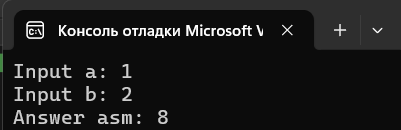 Консоль отладки Microsoft V
Input a: 1
Input b: 2
Answer asm: 8